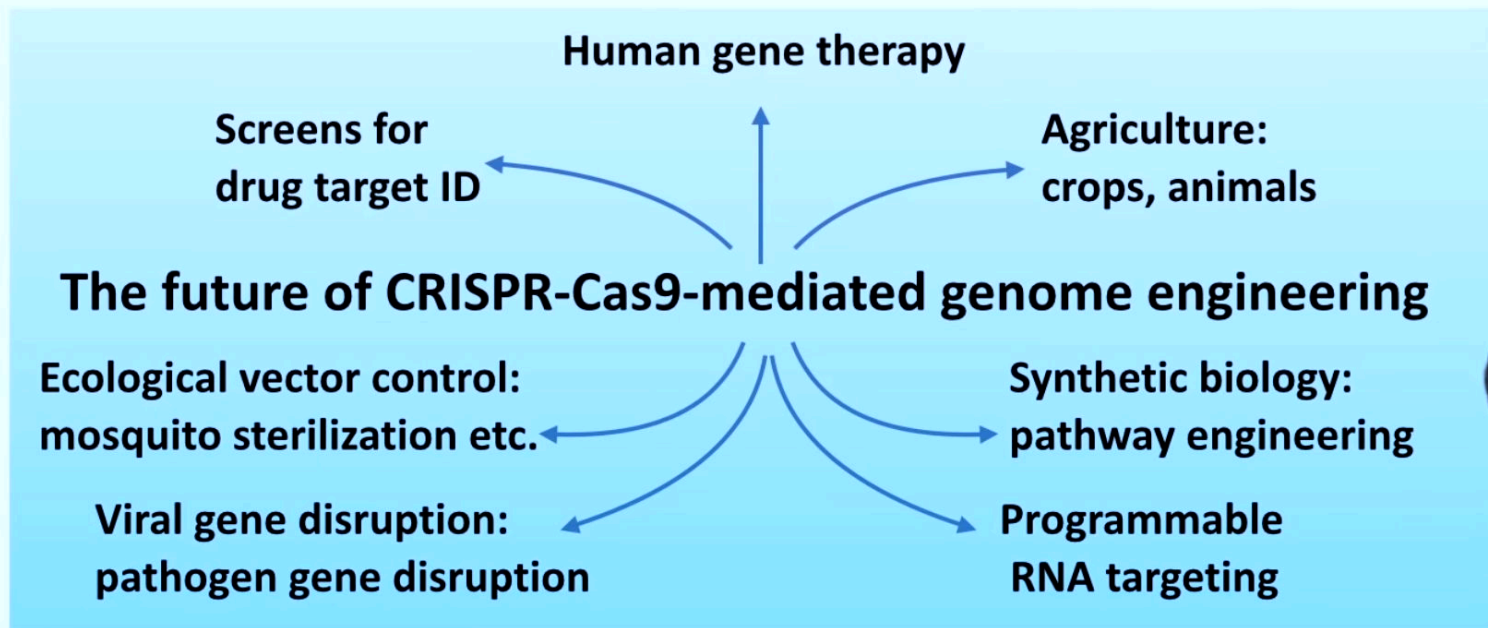 Human gene therapy
Screens for
drug target ID
Agriculture:
crops, animals
The future of CRISPR-Cas9-mediated genome engineering
Ecological vector control:
mosquito sterilization etc.
Synthetic biology:
pathway engineering
Viral gene disruption:
pathogen gene disruption
Programmable
RNA targeting